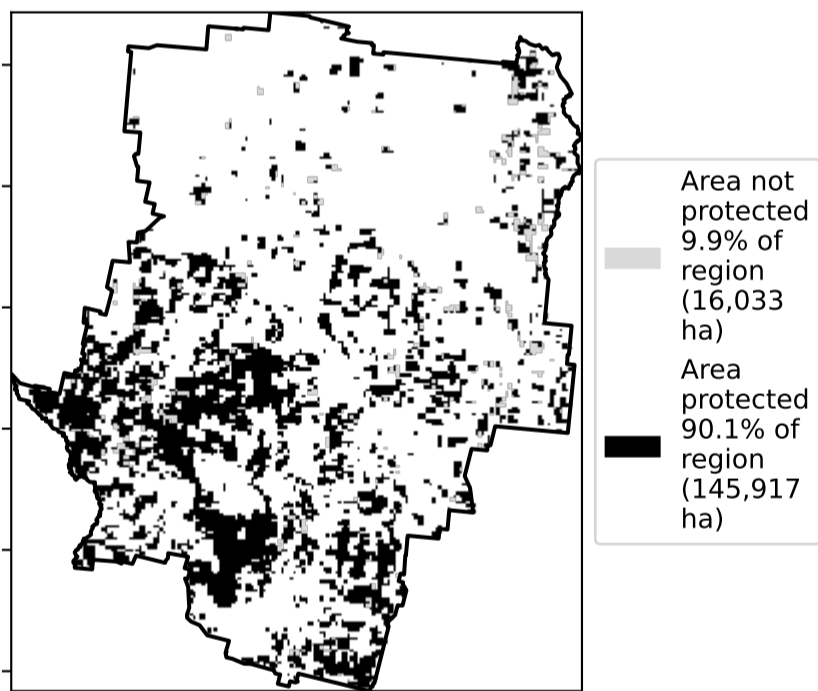 Area not
protected
9.9% of
region
(16,033
ha)
Area
protected
90.1% of
region
(145,917
ha)